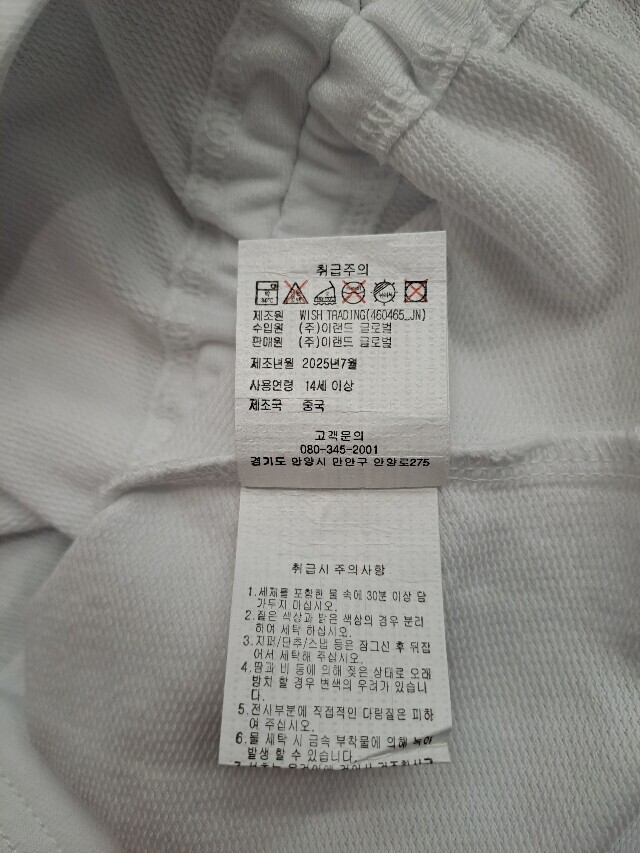 취급주의
제조원 WISH TRADING(460465_JN)
수입원 (주)이랜드 글로벌
판매원 (주)이랜드 글로벌
제조년월 2025년7월
사용연령 14세 이상
제조국 중국
고객문의
080-345-2001
경기도 안양시 만안구 안양로275
취급시 주의사항
1.세제를 포함한 물 속에 30분 이상 담
가두지 마십시오.
2.짙은 색상과 밝은 색상의 경우 분리
하여 세탁 하십시오.
3.지퍼/단추/스냅 등은 잠그신 후 뒤집
어서 세탁해 주십시오.
4.땀과 비 등에 의해 젖은 상태로 오래
방치 할 경우 변색의 우려가 있습니
다.
5.전사부분에 직접적인 다림질은 피하
여 주십시오.
6.물 세탁 시 금속 부착물에 의해 녹이
발생 할 수 있습니다.